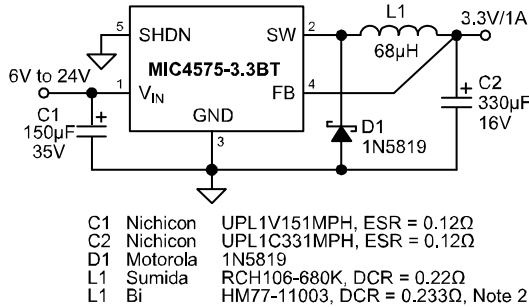 5 SHDN
SW 2
L1
68µH
3.3V/1A
MIC4575-3.3BT
6V to 24V
1 VIN
FB 4
C1
150µF
35V
GND
3
D1
1N5819
C2
330µF
16V
+
+
C1 Nichicon UPL1V151MPH, ESR = 0.12Ω
C2 Nichicon UPL1C331MPH, ESR = 0.12Ω
D1 Motorola 1N5819
L1 Sumida RCH106-680K, DCR = 0.22Ω
L1 Bi HM77-11003, DCR = 0.233Ω, Note 2